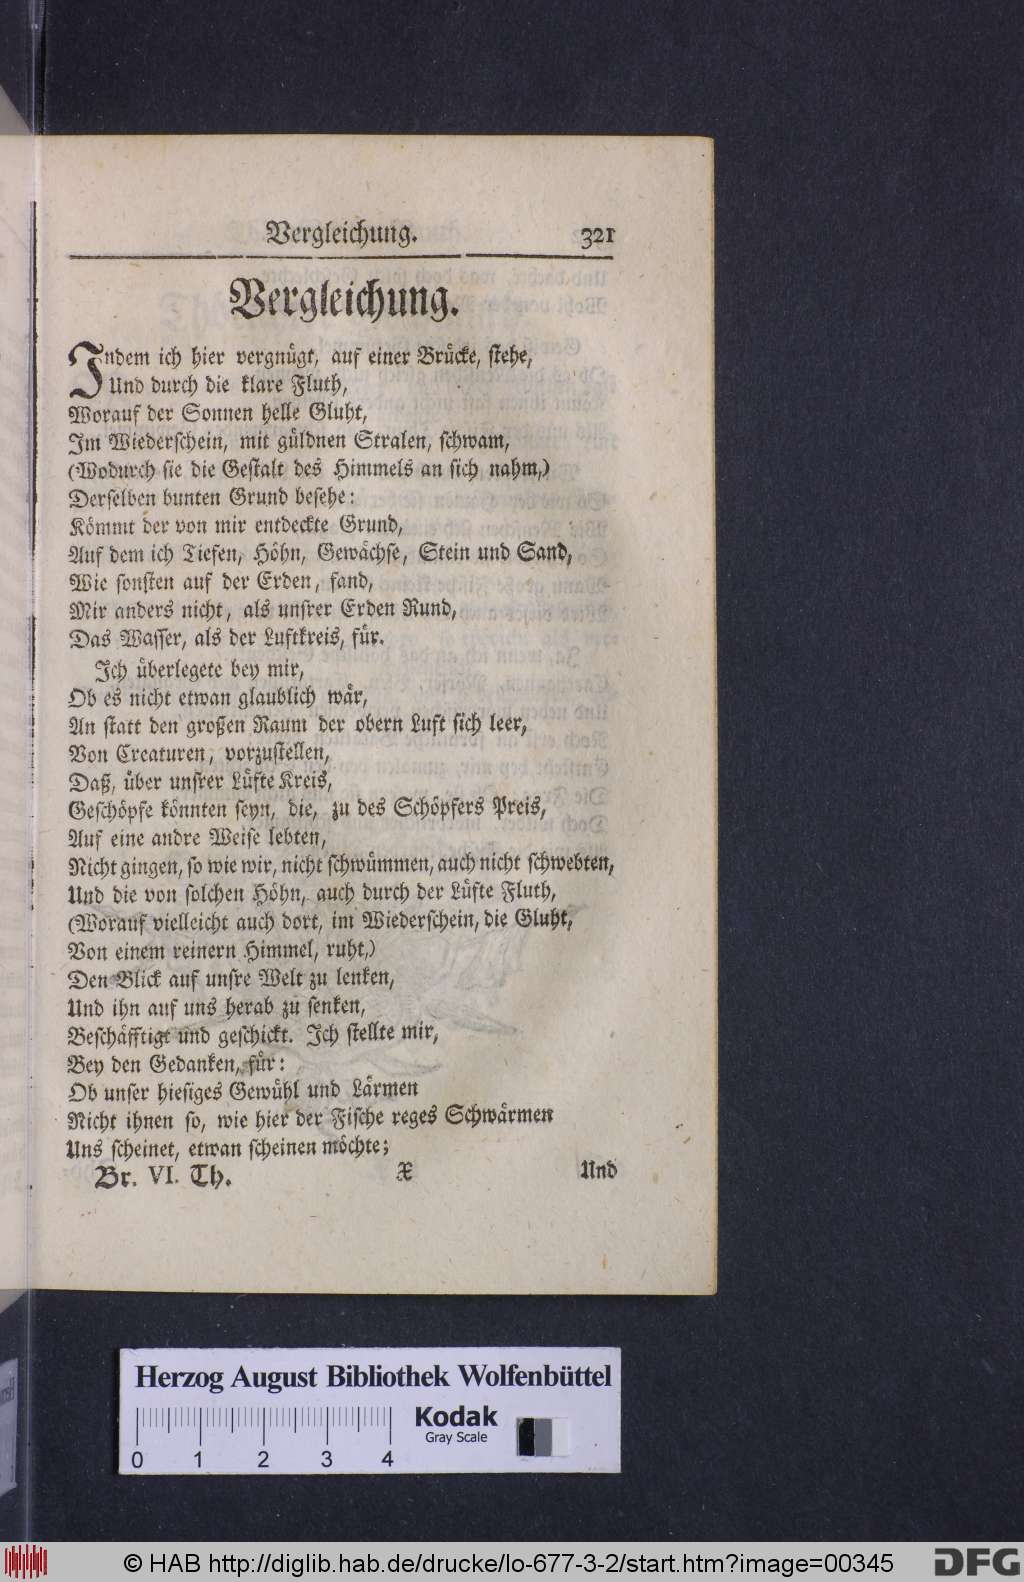 Vergleichung. 321
Vergleichung.
Indem ich hier vergnügt, auf einer Brücke, stehe,
Und durch die klare Fluth,
Worauf der Sonnen helle Gluht,
Im Wiederschein, mit güldnen Stralen, schwam,
(Wodurch sie die Gestalt des Himmels an sich nahm,)
Derselben bunten Grund besehe:
Kömmt der von mir entdeckte Grund,
Auf dem ich Tiefen, Höhn, Gewächse, Stein und Sand,
Wie sonsten auf der Erden, fand,
Mir anders nicht, als unsrer Erden Rund,
Das Wasser, als der Luftkreis, für.
Ich überlegete bey mir,
Ob es nicht etwan glaublich wär,
An statt den großen Raum der obern Luft sich leer,
Von Creaturen, vorzustellen,
Daß, über unsrer Lüfte Kreis,
Geschöpfe könnten seyn, die, zu des Schöpfers Preis,
Auf eine andre Weise lebten,
Nicht gingen, so wie wir, nicht schwümmen, auch nicht schwebten,
Und die von solchen Höhn, auch durch der Lüfte Fluth,
(Worauf vielleicht auch dort, im Wiederschein, die Gluht,
Von einem reinern Himmel, ruht,)
Den Blick auf unsre Welt zu lenken,
Und ihn auf uns herab zu senken,
Beschäfftigt und geschickt. Ich stellte mir,
Bey den Gedanken, für:
Ob unser hiesiges Gewühl und Lärmen
Nicht ihnen so, wie hier der Fische reges Schwärmen
Uns scheinet, etwan scheinen möchte;
Br. VI. Th. X Und
Herzog August Bibliothek Wolfenbüttel
Kodak
Gray Scale
0 1 2 3 4
© HAB http://diglib.hab.de/drucke/lo-677-3-2/start.htm?image=00345
DFG